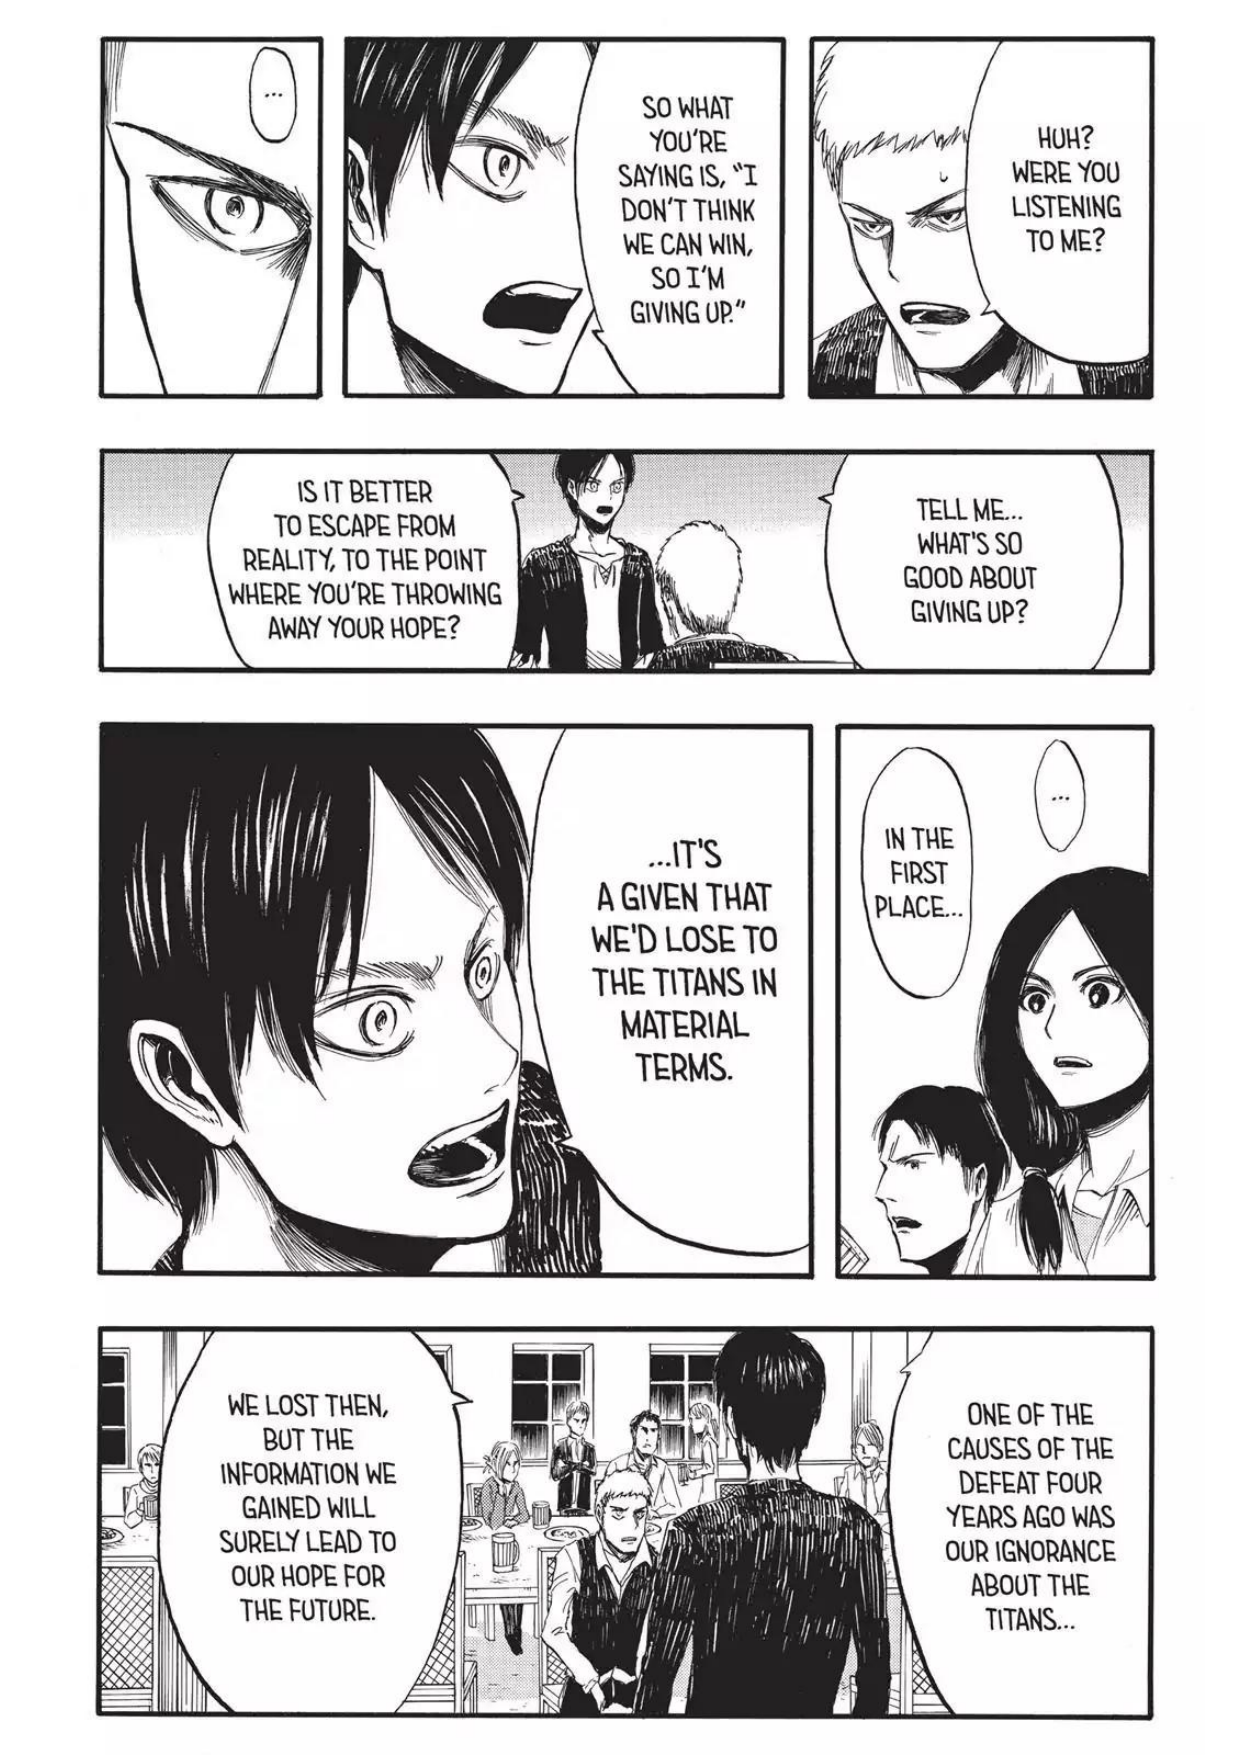 HUH?
WERE YOU
LISTENING
TO ME?
SO WHAT
YOU'RE
SAYING IS, "I
DON'T THINK
WE CAN WIN,
SO I'M
GIVING UP."
...
TELL ME...
WHAT'S SO
GOOD ABOUT
GIVING UP?
IS IT BETTER
TO ESCAPE FROM
REALITY, TO THE POINT
WHERE YOU'RE THROWING
AWAY YOUR HOPE?
...
IN THE
FIRST
PLACE...
...IT'S
A GIVEN THAT
WE'D LOSE TO
THE TITANS IN
MATERIAL
TERMS.
ONE OF THE
CAUSES OF THE
DEFEAT FOUR
YEARS AGO WAS
OUR IGNORANCE
ABOUT THE
TITANS...
WE LOST THEN,
BUT THE
INFORMATION WE
GAINED WILL
SURELY LEAD TO
OUR HOPE FOR
THE FUTURE.